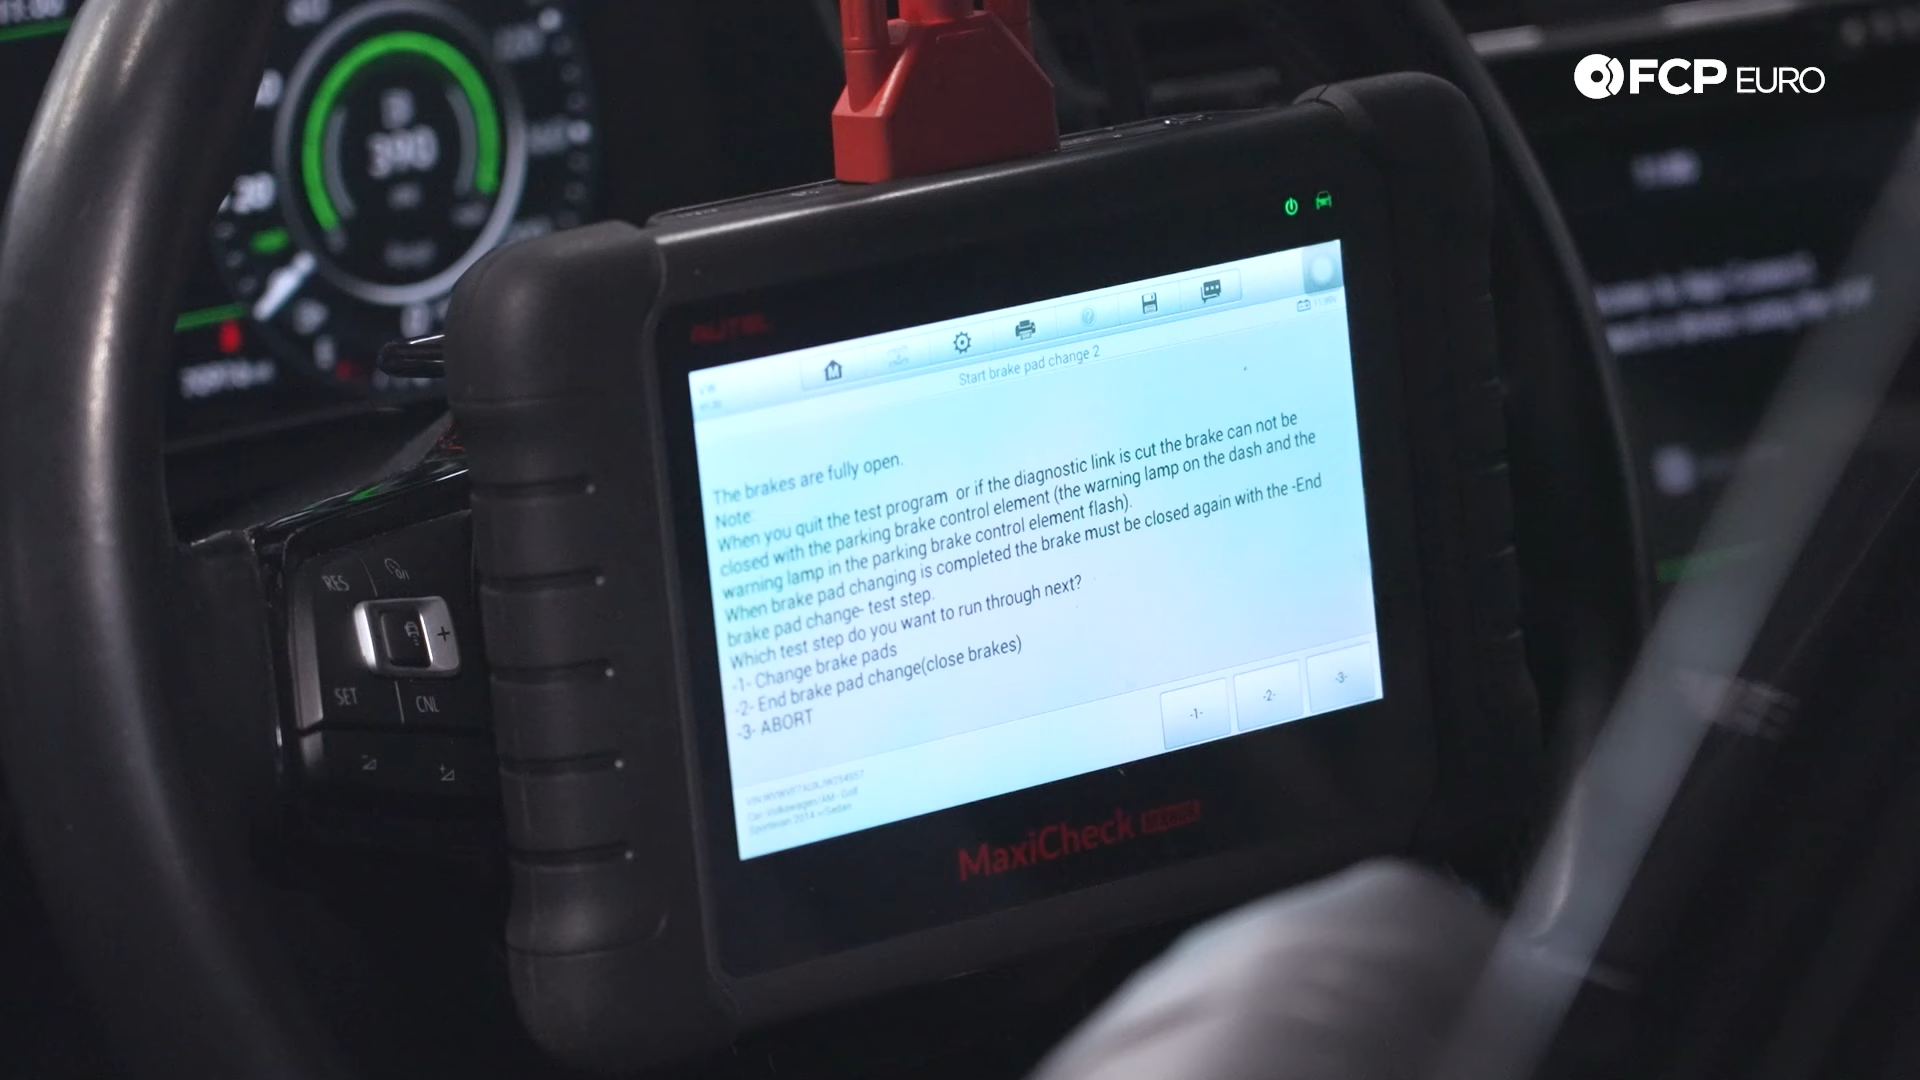 FCP EURO
390
AUTEL
Start brake pad change 2
The brakes are fully open.
Note:
When you quit the test program or if the diagnostic link is cut the brake can not be
closed with the parking brake control element (the warning lamp on the dash and the
warning lamp in the parking brake control element flash).
When brake pad changing is completed the brake must be closed again with the -End
brake pad change- test step.
Which test step do you want to run through next?
-1- Change brake pads
-2- End brake pad change(close brakes)
-3- ABORT
-1-
-2-
-3-
Sportsvan 2014 >/Sedan
MaxiCheck
RES
SET
CNL